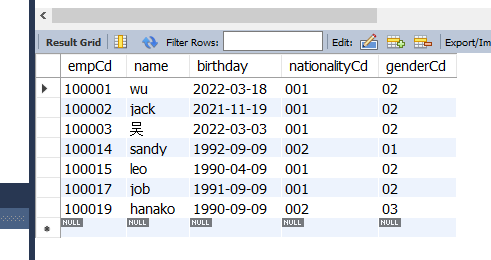 Result Grid Filter Rows: Edit: Export/Im
empCd name birthday nationalityCd genderCd
100001 wu 2022-03-18 001 02
100002 jack 2021-11-19 001 02
100003 吴 2022-03-03 001 02
100014 sandy 1992-09-09 002 01
100015 leo 1990-04-09 001 02
100017 job 1991-09-09 001 02
100019 hanako 1990-09-09 002 03
NULL NULL NULL NULL NULL